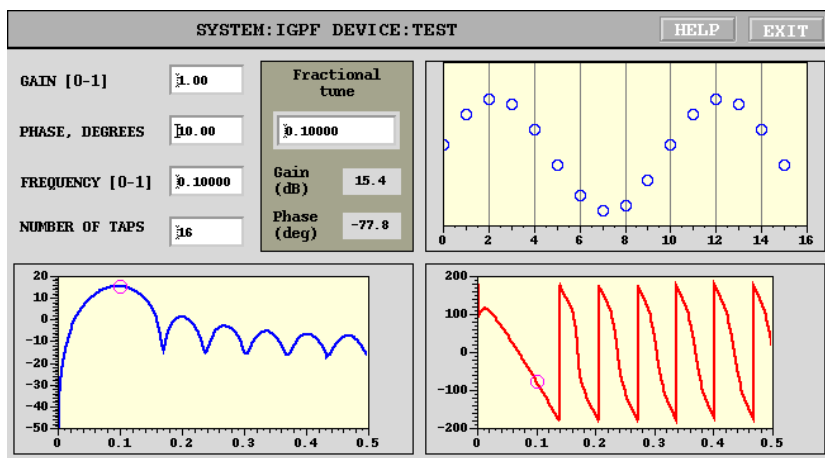 SYSTEM:IGPF DEVICE:TEST
HELP
EXIT
GAIN [0-1]
1.00
PHASE, DEGREES
10.00
FREQUENCY [0-1]
0.10000
NUMBER OF TAPS
16
Fractional
tune
0.10000
Gain
(dB)
15.4
Phase
(deg)
-77.8
0 2 4 6 8 10 12 14 16
20
10
0
-10
-20
-30
-40
-50
0 0.1 0.2 0.3 0.4 0.5
200
100
0
-100
-200
0 0.1 0.2 0.3 0.4 0.5